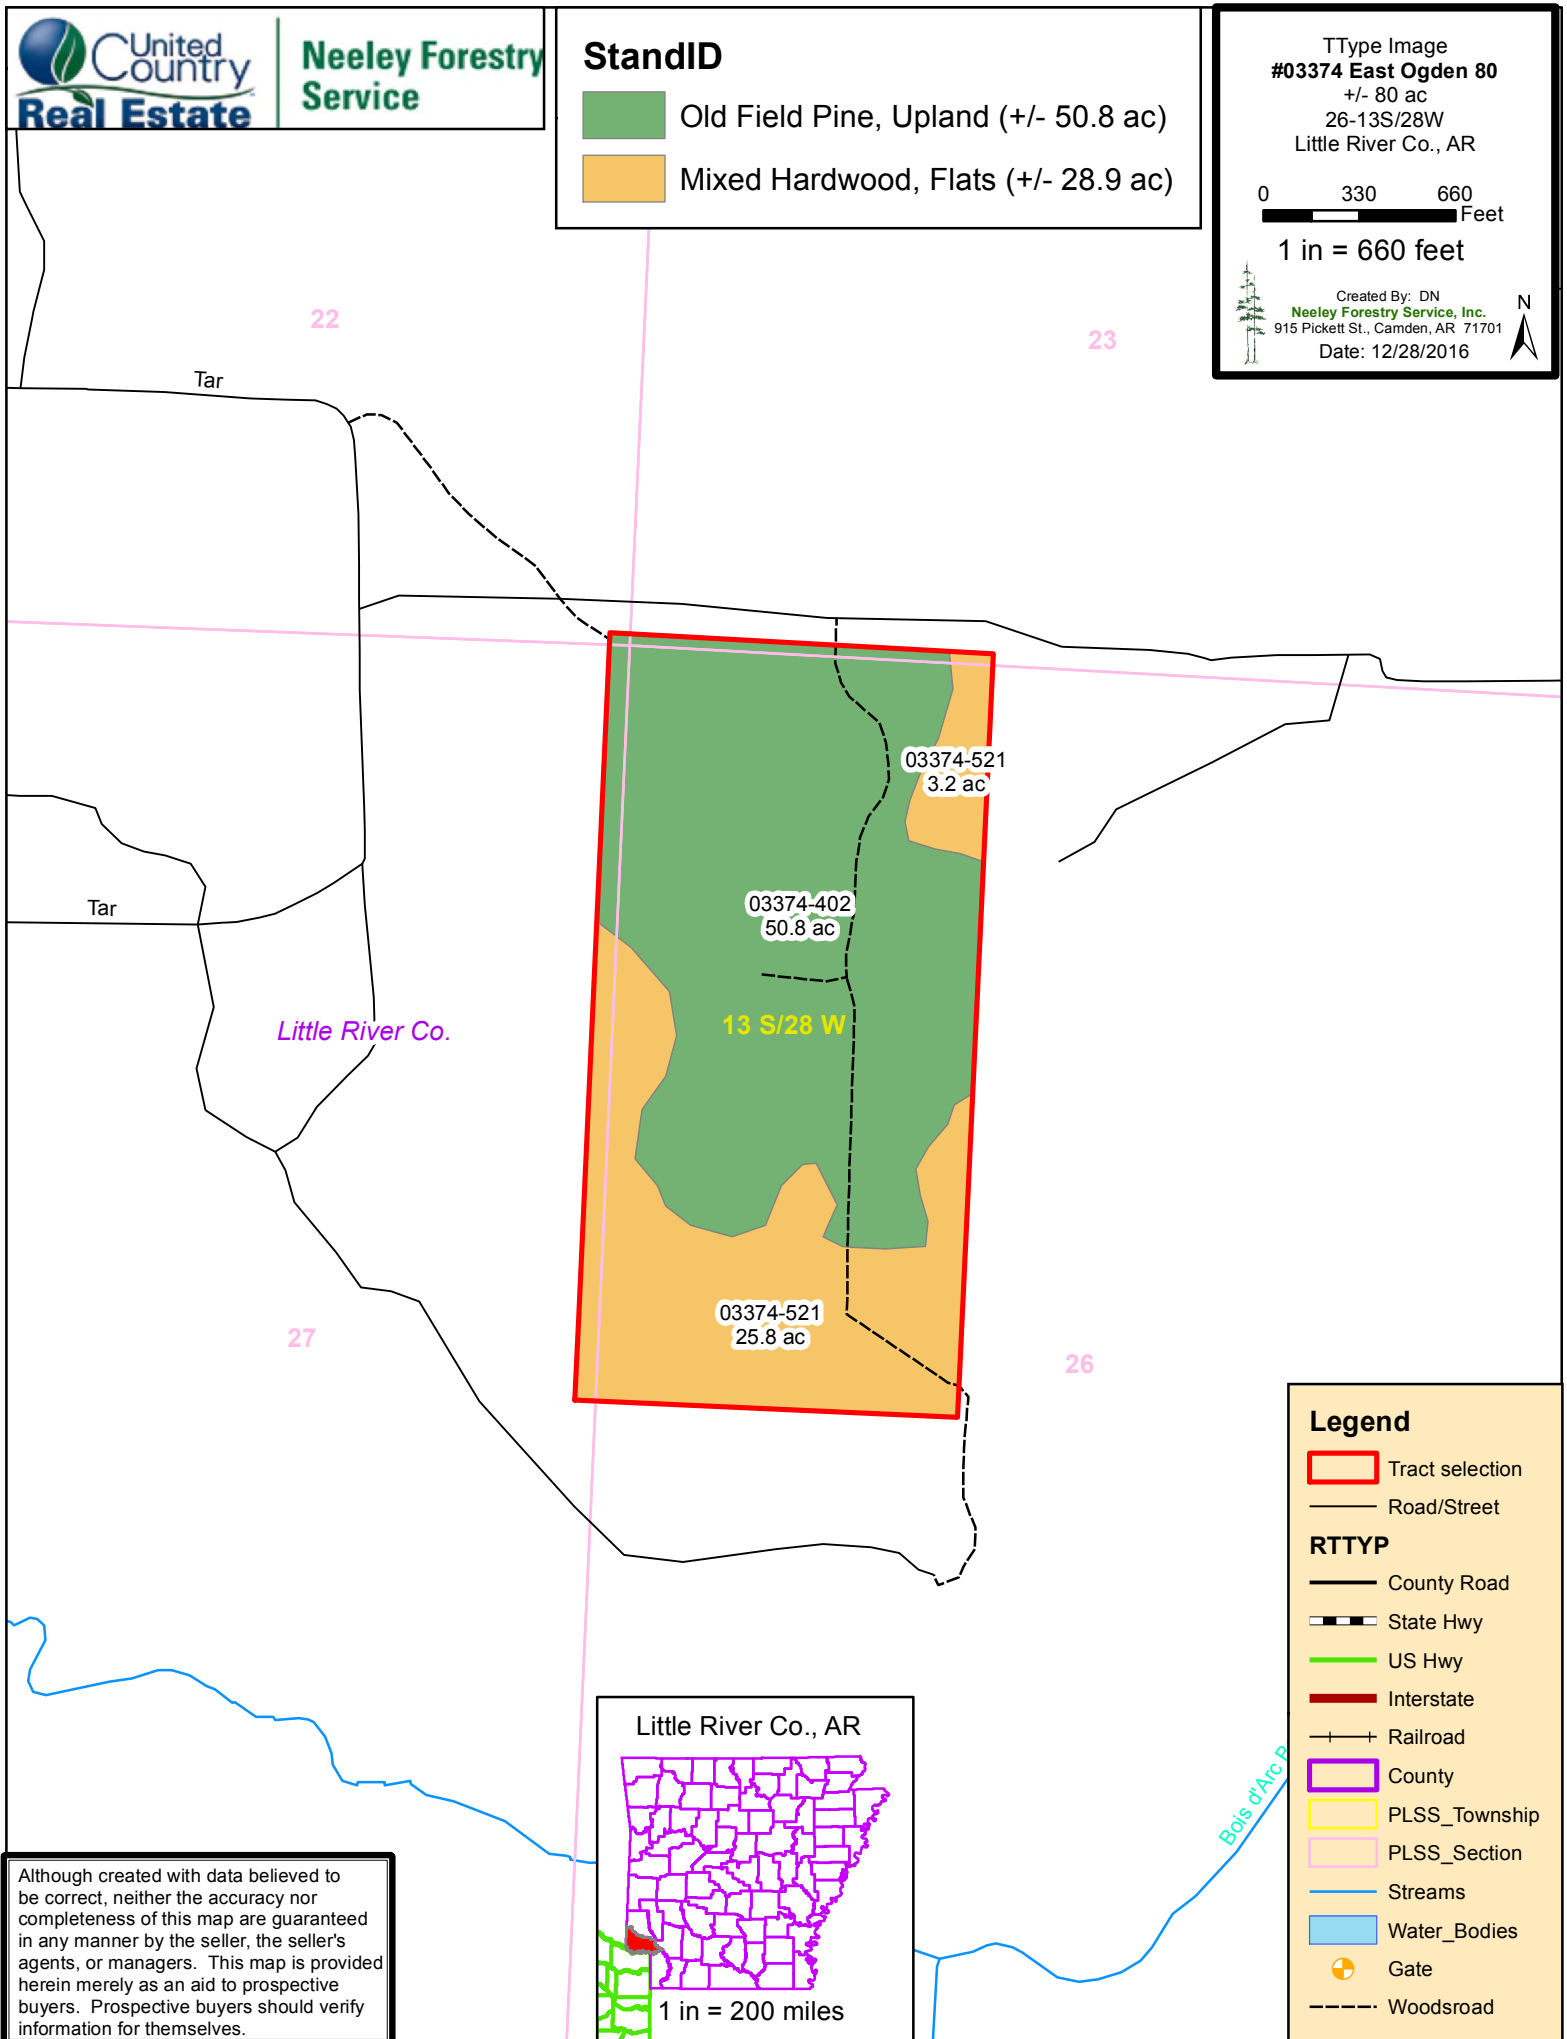 United
Country
Real Estate
Neeley Forestry
Service
StandID
Old Field Pine, Upland (+/- 50.8 ac)
Mixed Hardwood, Flats (+/- 28.9 ac)
TType Image
#03374 East Ogden 80
+/- 80 ac
26-13S/28W
Little River Co., AR
0 330 660
Feet
1 in = 660 feet
Created By: DN
Neeley Forestry Service, Inc.
915 Pickett St., Camden, AR 71701
Date: 12/28/2016
N
22
23
Tar
03374-521
3.2 ac
03374-402
50.8 ac
Tar
13 S/28 W
Little River Co.
03374-521
25.8 ac
27
26
Legend
Tract selection
Road/Street
RTTYP
County Road
State Hwy
US Hwy
Interstate
Railroad
County
PLSS_Township
PLSS_Section
Streams
Water_Bodies
Gate
Woodsroad
Bois d'Arc
Little River Co., AR
1 in = 200 miles
Although created with data believed to
be correct, neither the accuracy nor
completeness of this map are guaranteed
in any manner by the seller, the seller's
agents, or managers. This map is provided
herein merely as an aid to prospective
buyers. Prospective buyers should verify
information for themselves.